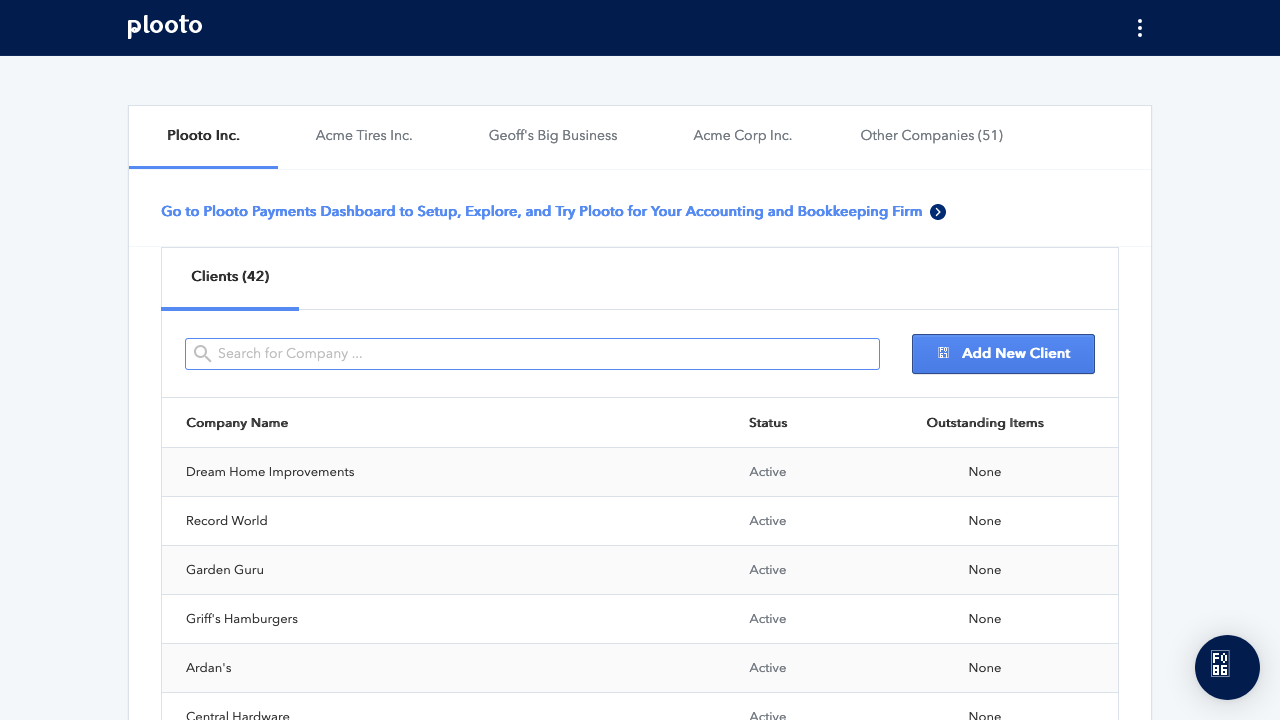 plooto
Plooto Inc. Acme Tires Inc. Geoff's Big Business Acme Corp Inc. Other Companies (51)
Go to Plooto Payments Dashboard to Setup, Explore, and Try Plooto for Your Accounting and Bookkeeping Firm
Clients (42)
Search for Company ... Add New Client
Company Name Status Outstanding Items
Dream Home Improvements Active None
Record World Active None
Garden Guru Active None
Griff's Hamburgers Active None
Ardan's Active None
Central Hardware Active None